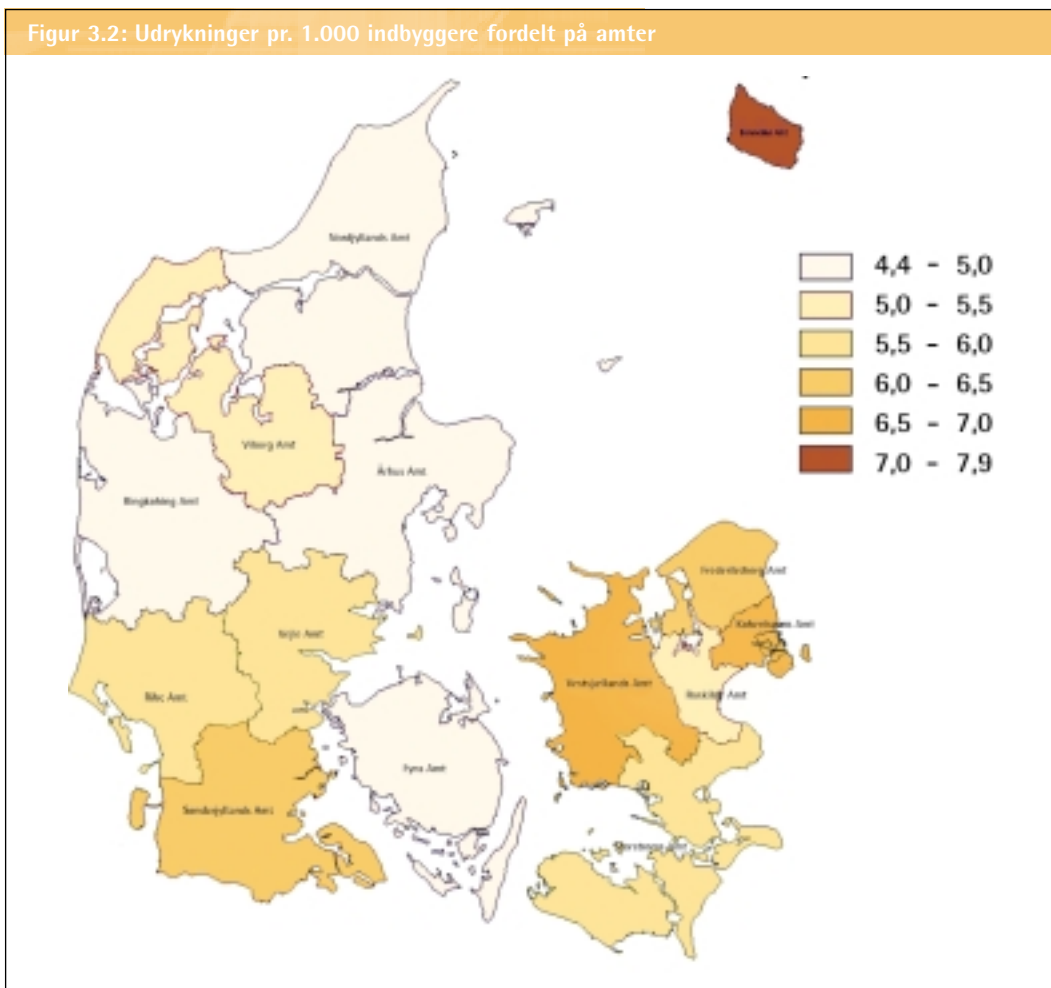 Figur 3.2: Udrykninger pr. 1.000 indbyggere fordelt på amter
Nordjyllands Amt
Viborg Amt
Århus Amt
Ringkøbing Amt
Vejle Amt
Ribe Amt
Fyns Amt
Sønderjyllands Amt
Frederiksborg Amt
Københavns Amt
Vestsjællands Amt
Roskilde Amt
Storstrøms Amt
Bornholms Amt
4,4 - 5,0
5,0 - 5,5
5,5 - 6,0
6,0 - 6,5
6,5 - 7,0
7,0 - 7,9